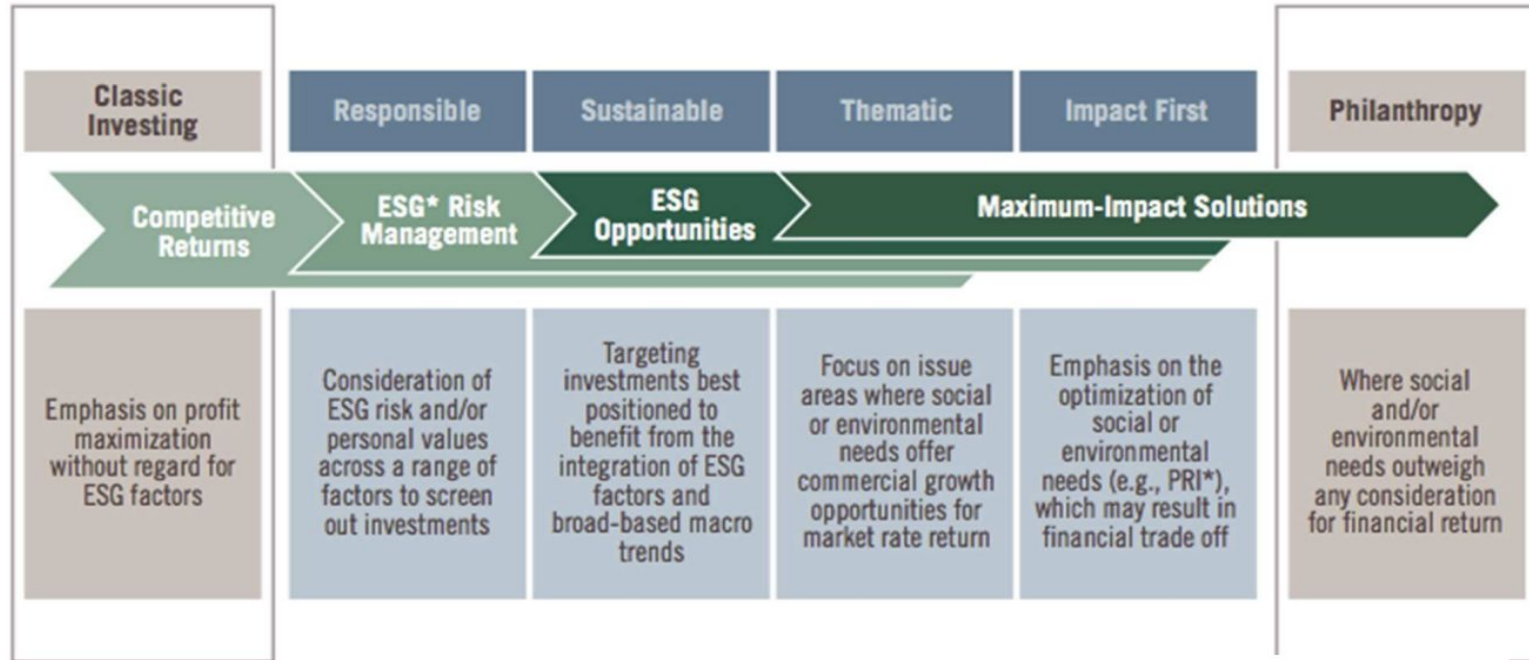 Classic
Investing
Responsible
Sustainable
Thematic
Impact First
Philanthropy
Competitive
Returns
ESG* Risk
Management
ESG
Opportunities
Maximum-Impact Solutions
Emphasis on profit
maximization
without regard for
ESG factors
Consideration of
ESG risk and/or
personal values
across a range of
factors to screen
out investments
Targeting
investments best
positioned to
benefit from the
integration of ESG
factors and
broad-based macro
trends
Focus on issue
areas where social
or environmental
needs offer
commercial growth
opportunities for
market rate return
Emphasis on the
optimization of
social or
environmental
needs (e.g., PRI*),
which may result in
financial trade off
Where social
and/or
environmental
needs outweigh
any consideration
for financial return